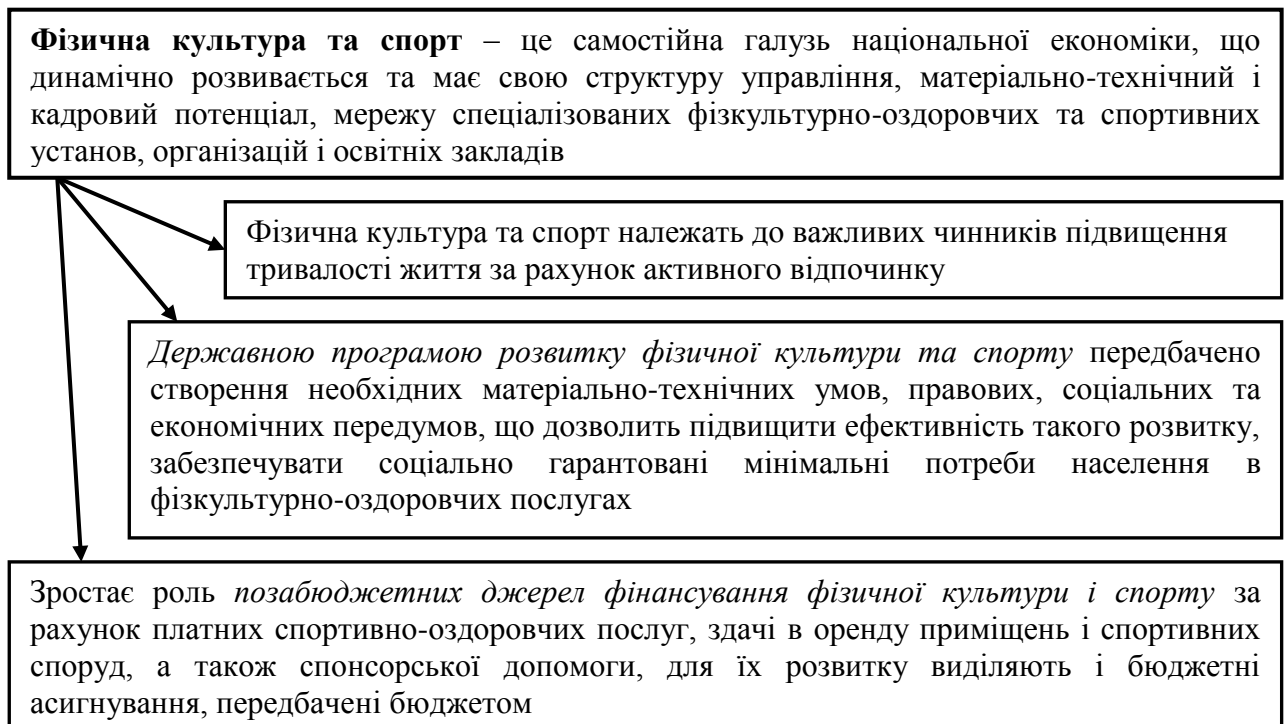 Фізична культура та спорт – це самостійна галузь національної економіки, що
динамічно розвивається та має свою структуру управління, матеріально-технічний і
кадровий потенціал, мережу спеціалізованих фізкультурно-оздоровчих та спортивних
установ, організацій і освітніх закладів
Фізична культура та спорт належать до важливих чинників підвищення
тривалості життя за рахунок активного відпочинку
Державною програмою розвитку фізичної культури та спорту передбачено
створення необхідних матеріально-технічних умов, правових, соціальних та
економічних передумов, що дозволить підвищити ефективність такого розвитку,
забезпечувати соціально гарантовані мінімальні потреби населення в
фізкультурно-оздоровчих послугах
Зростає роль позабюджетних джерел фінансування фізичної культури і спорту за
рахунок платних спортивно-оздоровчих послуг, здачі в оренду приміщень і спортивних
споруд, а також спонсорської допомоги, для їх розвитку виділяють і бюджетні
асигнування, передбачені бюджетом